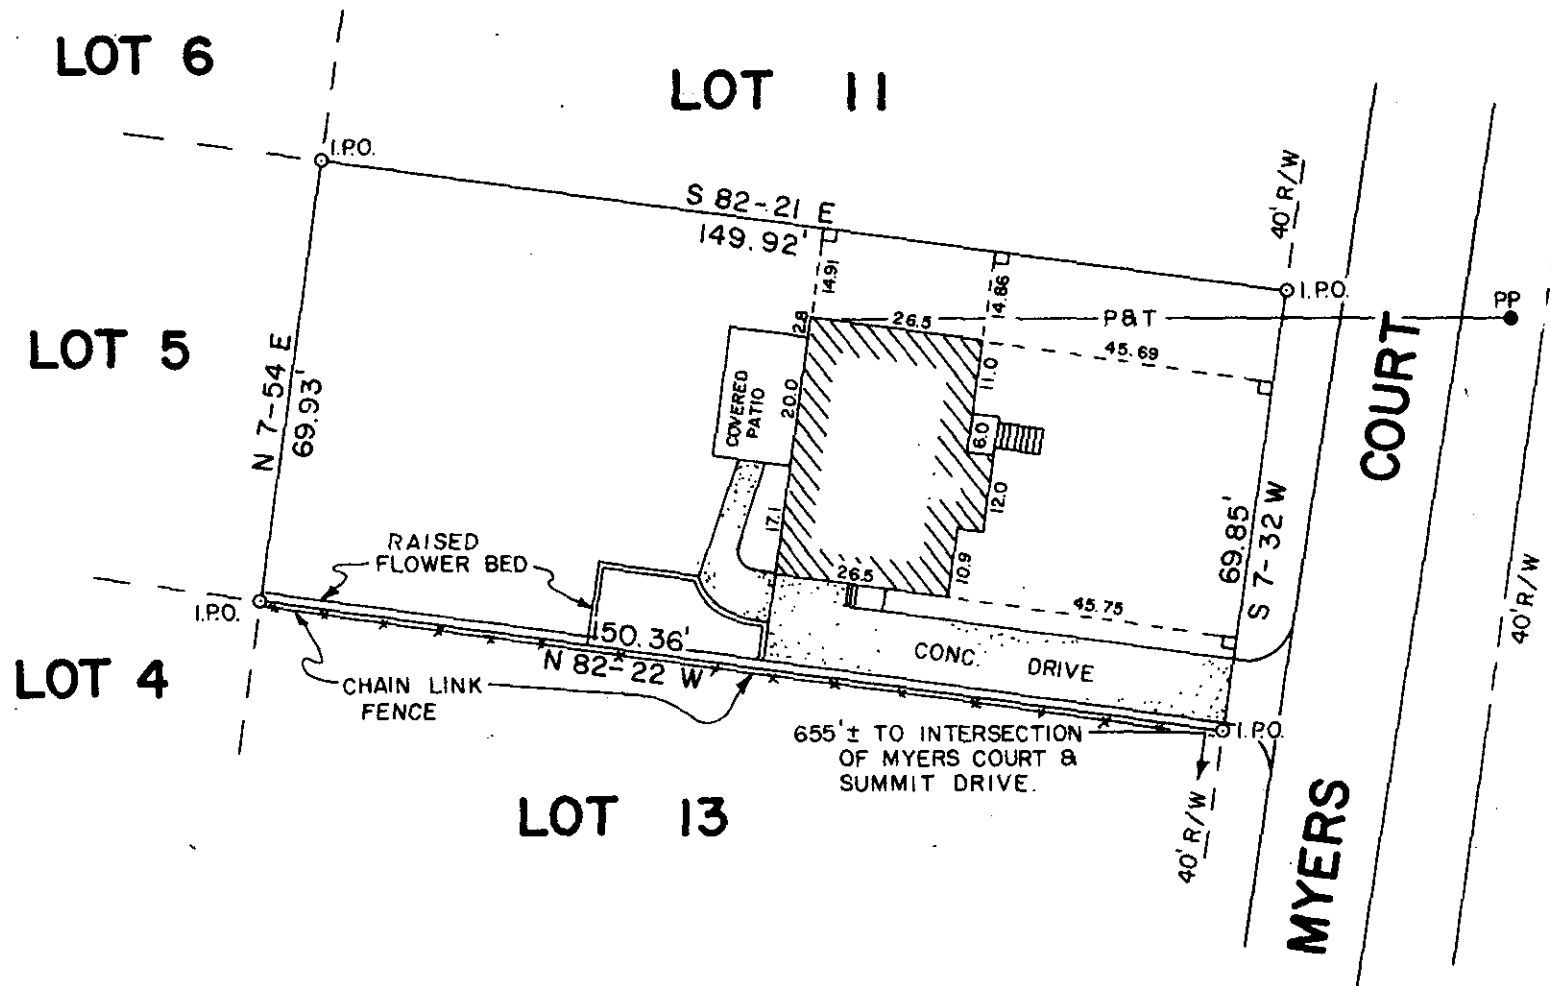 LOT 6
LOT 11
I.P.O.
S 82-21 E
149.92'
40' R/W
I.P.O.
14.91
14.86
P&T
PP
2.8
26.5
45.69
LOT 5
N 7-54 E
69.93'
COVERED
PATIO
20.0
11.0
6.0
12.0
17.1
10.9
26.5
45.75
69.85'
S 7-32 W
COURT
40' R/W
RAISED
FLOWER BED
I.P.O.
150.36'
N 82-22 W
CONC. DRIVE
LOT 4
CHAIN LINK
FENCE
655'± TO INTERSECTION
OF MYERS COURT &
SUMMIT DRIVE.
I.P.O.
40' R/W
LOT 13
MYERS